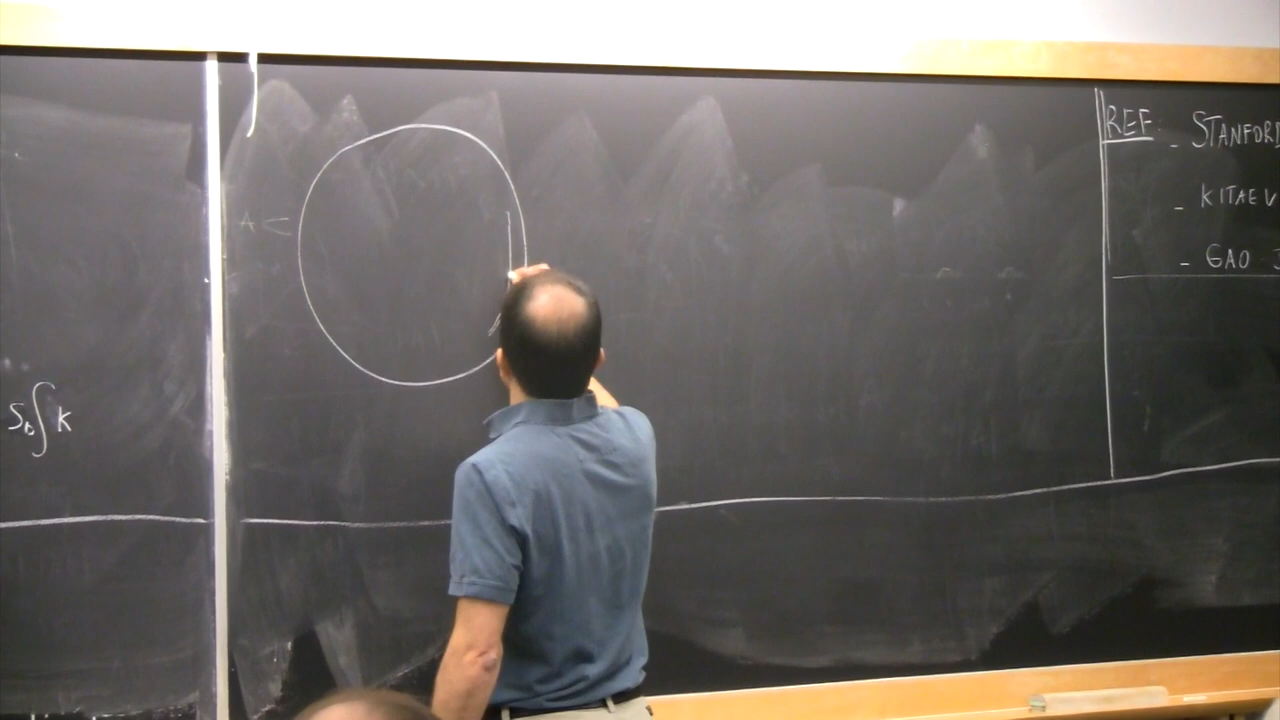 S₀∫K
A<
REF:
- STANFORD
- KITAEV
- GAO J